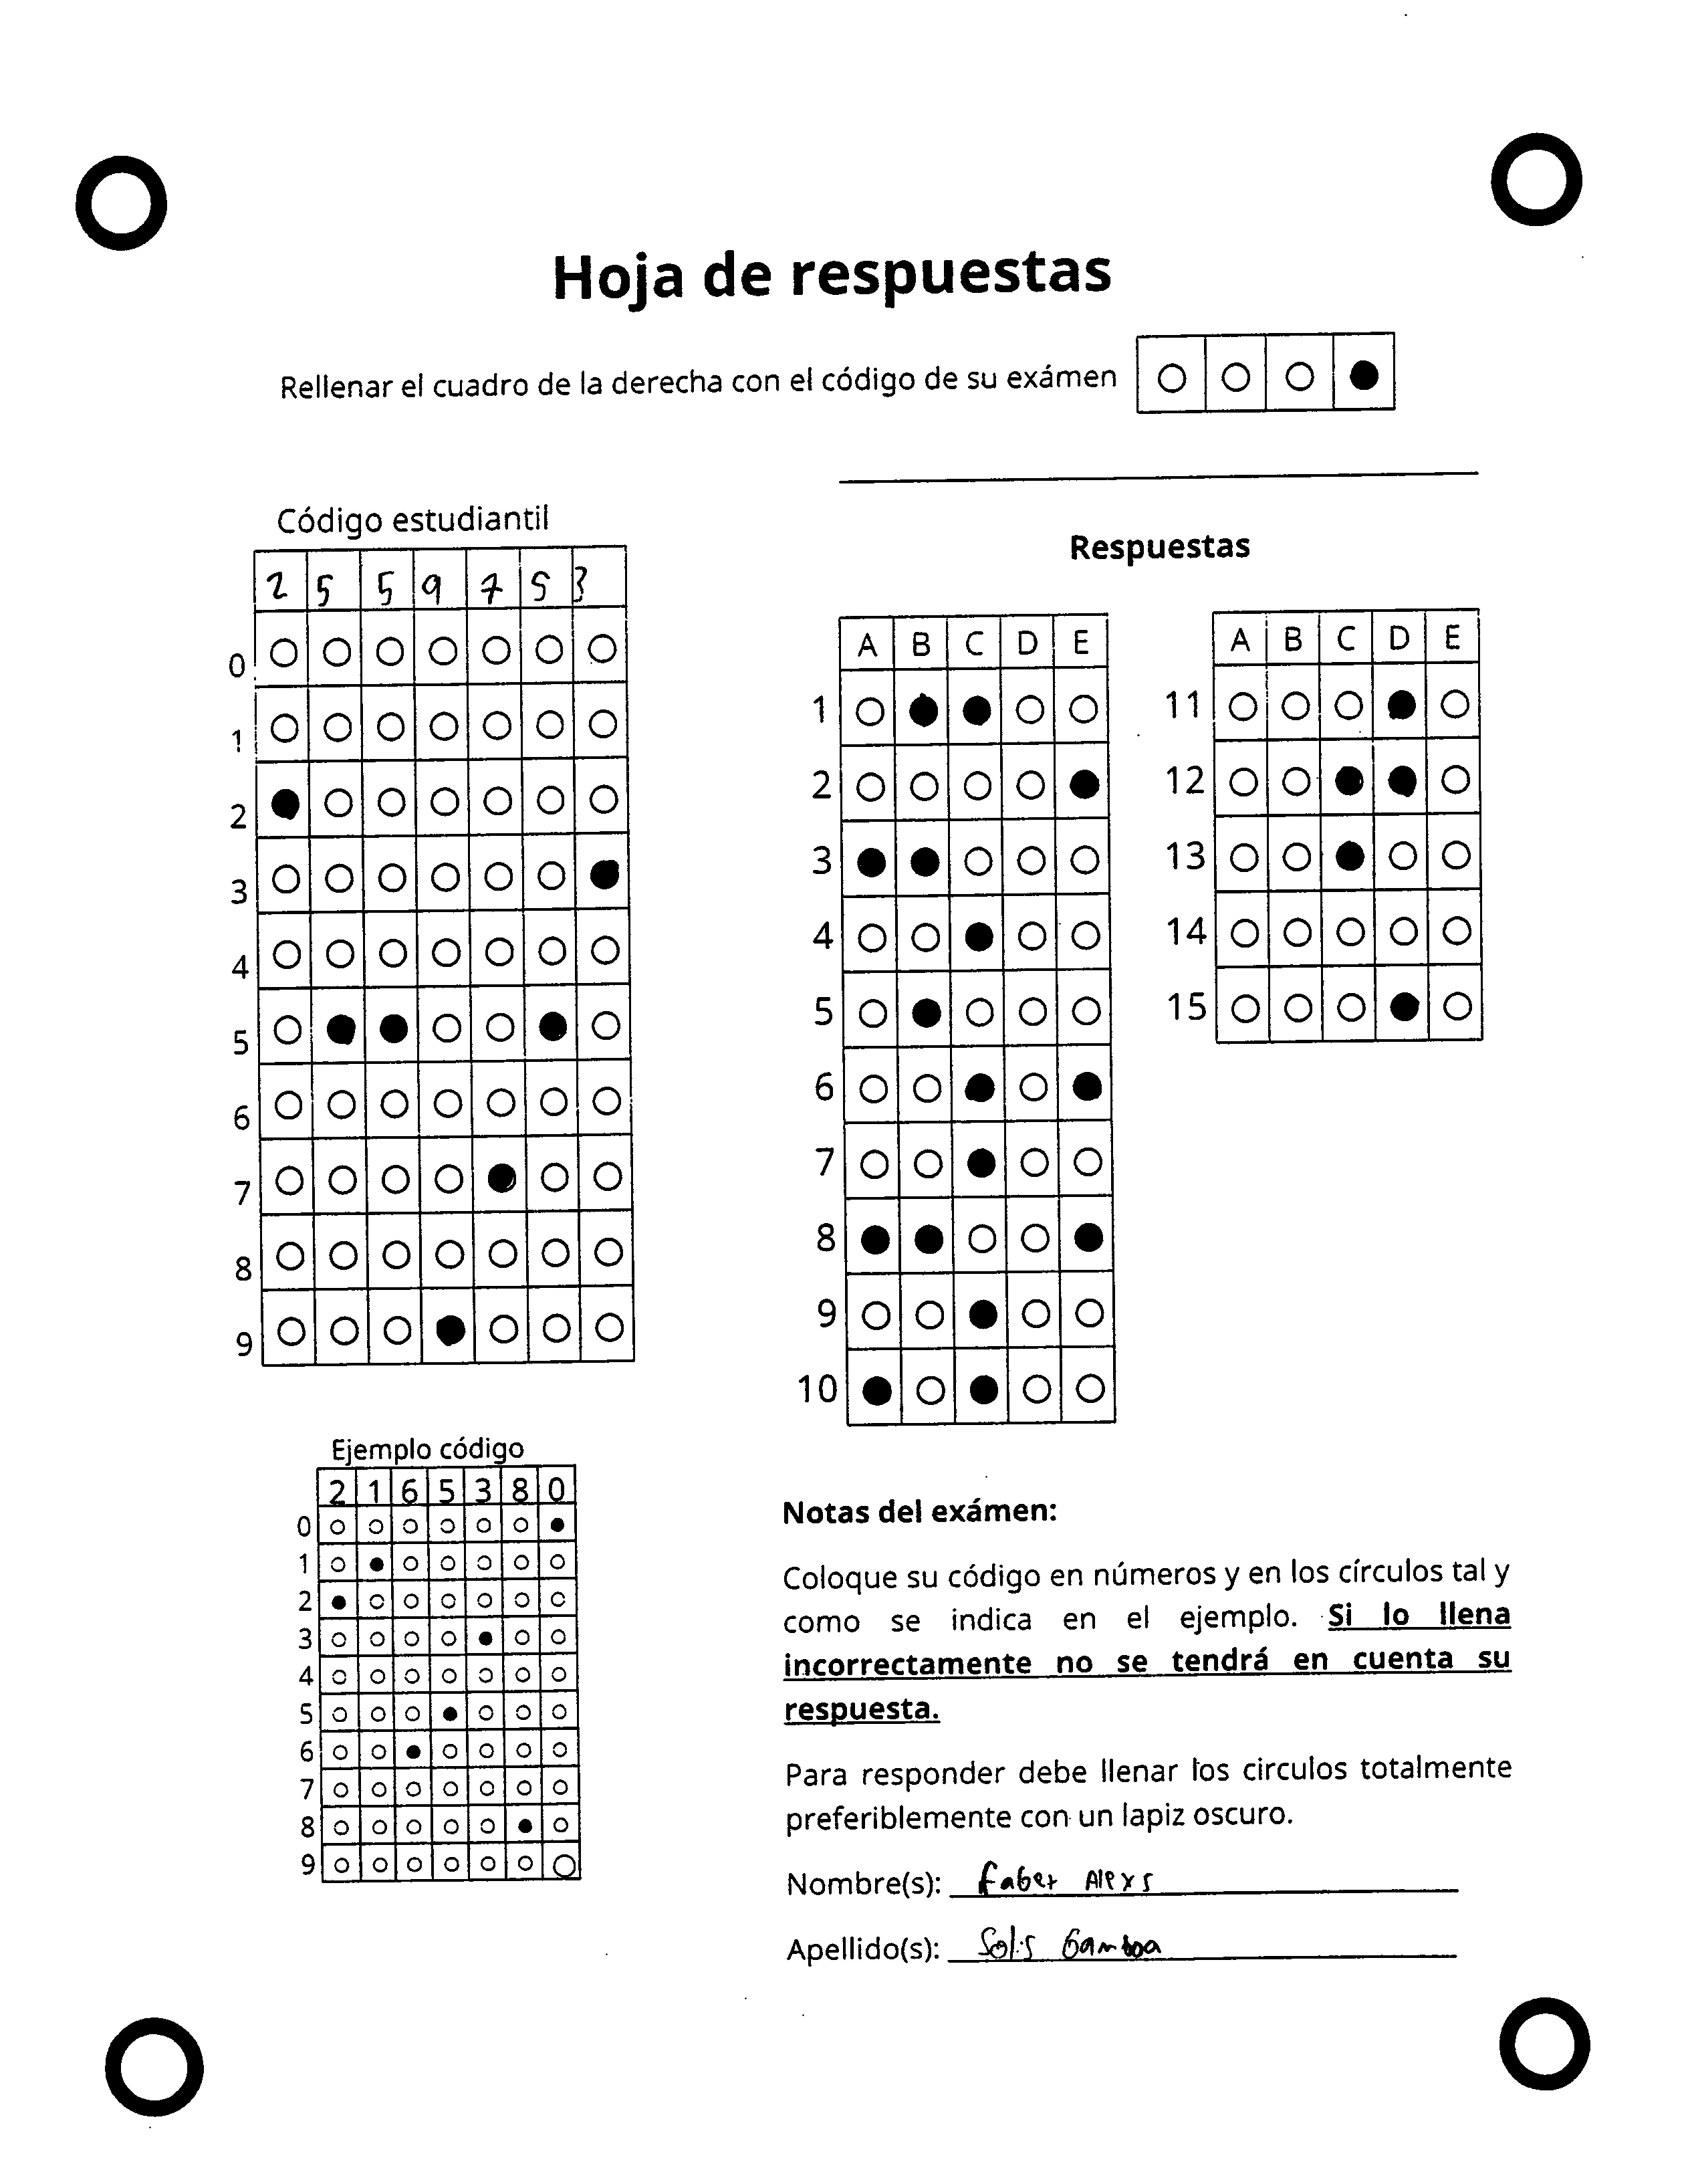 Hoja de respuestas
Rellenar el cuadro de la derecha con el código de su exámen
Código estudiantil
2 5 5 9 7 5 3
0
1
2
3
4
5
6
7
8
9
Respuestas
A B C D E
1
2
3
4
5
6
7
8
9
10
A B C D E
11
12
13
14
15
Ejemplo código
2 1 6 5 3 8 0
0
1
2
3
4
5
6
7
8
9
Notas del exámen:
Coloque su código en números y en los círculos tal y
como se indica en el ejemplo. Si lo llena
incorrectamente no se tendrá en cuenta su
respuesta.
Para responder debe llenar los circulos totalmente
preferiblemente con un lapiz oscuro.
Nombre(s): Faber Alexs
Apellido(s): Solis Gamboa